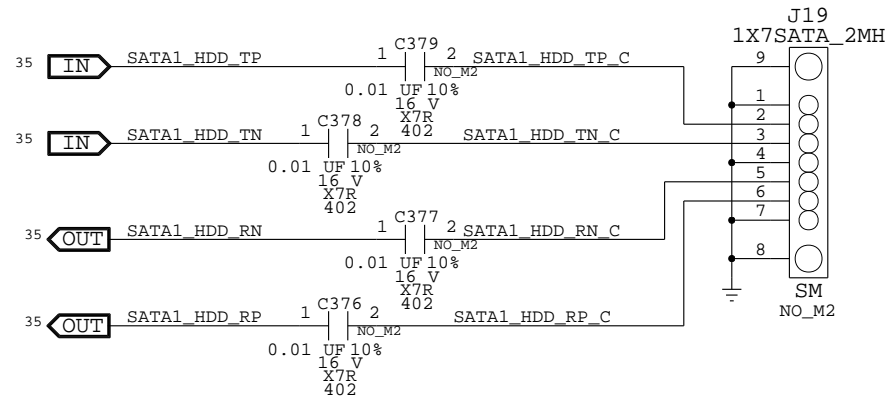 J19
1X7SATA_2MH
35 IN SATA1_HDD_TP 1 C379 2 SATA1_HDD_TP_C 9
NO_M2
0.01 UF 10%
16 V
X7R
402
1
2
35 IN SATA1_HDD_TN 1 C378 2 SATA1_HDD_TN_C 3
NO_M2
0.01 UF 10%
16 V
X7R
402
4
5
6
7
35 OUT SATA1_HDD_RN 1 C377 2 SATA1_HDD_RN_C
NO_M2
0.01 UF 10%
16 V
X7R
402
8
SM
NO_M2
35 OUT SATA1_HDD_RP 1 C376 2 SATA1_HDD_RP_C
NO_M2
0.01 UF 10%
16 V
X7R
402